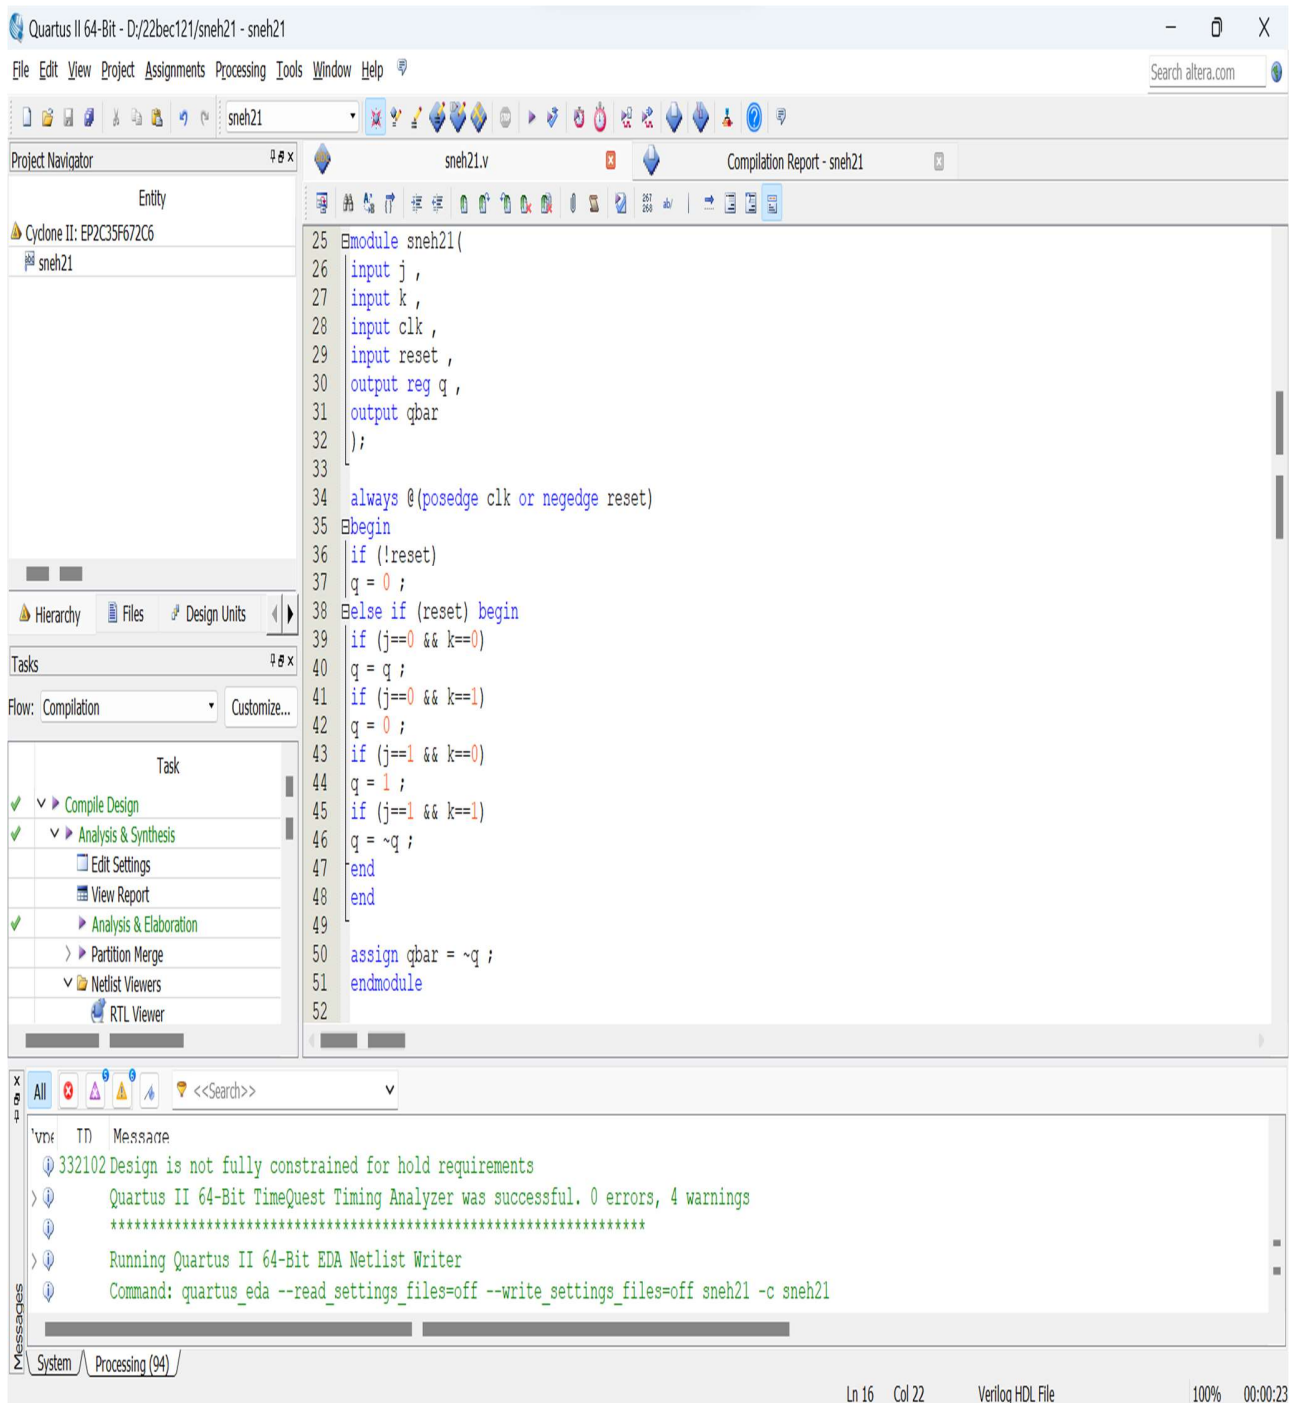 Quartus II 64-Bit - D:/22bec121/sneh21 - sneh21
File Edit View Project Assignments Processing Tools Window Help
Search altera.com
sneh21
Project Navigator
Entity
Cyclone II: EP2C35F672C6
sneh21
Hierarchy Files Design Units
Tasks
Flow: Compilation Customize...
Task
Compile Design
Analysis & Synthesis
Edit Settings
View Report
Analysis & Elaboration
Partition Merge
Netlist Viewers
RTL Viewer
sneh21.v Compilation Report - sneh21
267
268 ab/
25 module sneh21(
26 input j ,
27 input k ,
28 input clk ,
29 input reset ,
30 output reg q ,
31 output qbar
32 );
33
34 always @(posedge clk or negedge reset)
35 begin
36 if (!reset)
37 q = 0 ;
38 else if (reset) begin
39 if (j==0 && k==0)
40 q = q ;
41 if (j==0 && k==1)
42 q = 0 ;
43 if (j==1 && k==0)
44 q = 1 ;
45 if (j==1 && k==1)
46 q = ~q ;
47 end
48 end
49
50 assign qbar = ~q ;
51 endmodule
52
All <<Search>>
ID Message
332102 Design is not fully constrained for hold requirements
Quartus II 64-Bit TimeQuest Timing Analyzer was successful. 0 errors, 4 warnings
*******************************************************************
Running Quartus II 64-Bit EDA Netlist Writer
Command: quartus_eda --read_settings_files=off --write_settings_files=off sneh21 -c sneh21
Messages
System Processing (94)
Ln 16 Col 22 Verilog HDL File 100% 00:00:23